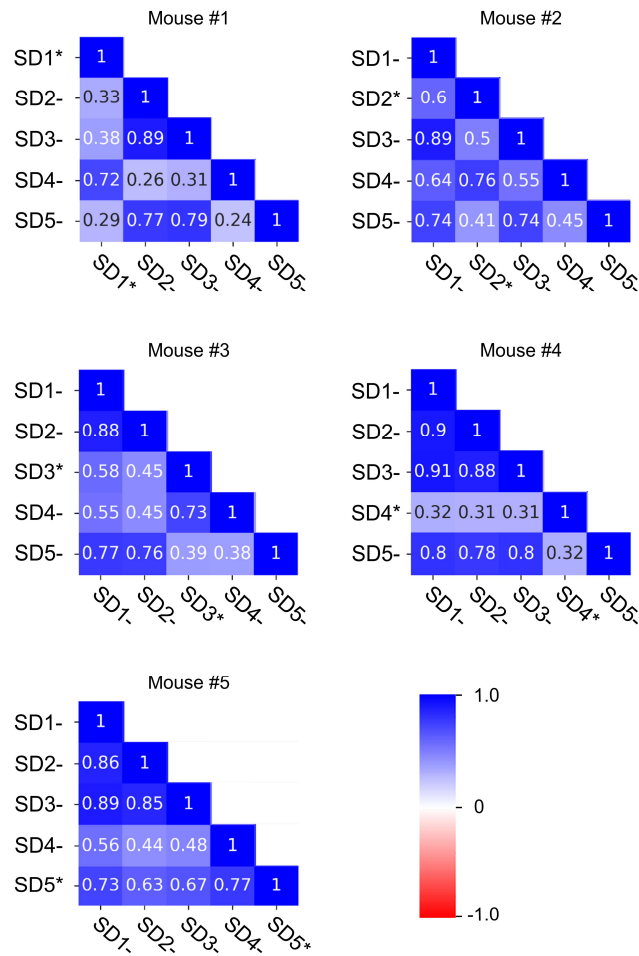 Mouse #1
SD1* 1
SD2- 0.33 1
SD3- 0.38 0.89 1
SD4- 0.72 0.26 0.31 1
SD5- 0.29 0.77 0.79 0.24 1
SD1* SD2- SD3- SD4- SD5-
Mouse #2
SD1- 1
SD2* 0.6 1
SD3- 0.89 0.5 1
SD4- 0.64 0.76 0.55 1
SD5- 0.74 0.41 0.74 0.45 1
SD1- SD2* SD3- SD4- SD5-
Mouse #3
SD1- 1
SD2- 0.88 1
SD3* 0.58 0.45 1
SD4- 0.55 0.45 0.73 1
SD5- 0.77 0.76 0.39 0.38 1
SD1- SD2- SD3* SD4- SD5-
Mouse #4
SD1- 1
SD2- 0.9 1
SD3- 0.91 0.88 1
SD4* 0.32 0.31 0.31 1
SD5- 0.8 0.78 0.8 0.32 1
SD1- SD2- SD3- SD4* SD5-
Mouse #5
SD1- 1
SD2- 0.86 1
SD3- 0.89 0.85 1
SD4- 0.56 0.44 0.48 1
SD5* 0.73 0.63 0.67 0.77 1
SD1- SD2- SD3- SD4- SD5*
1.0
0
-1.0